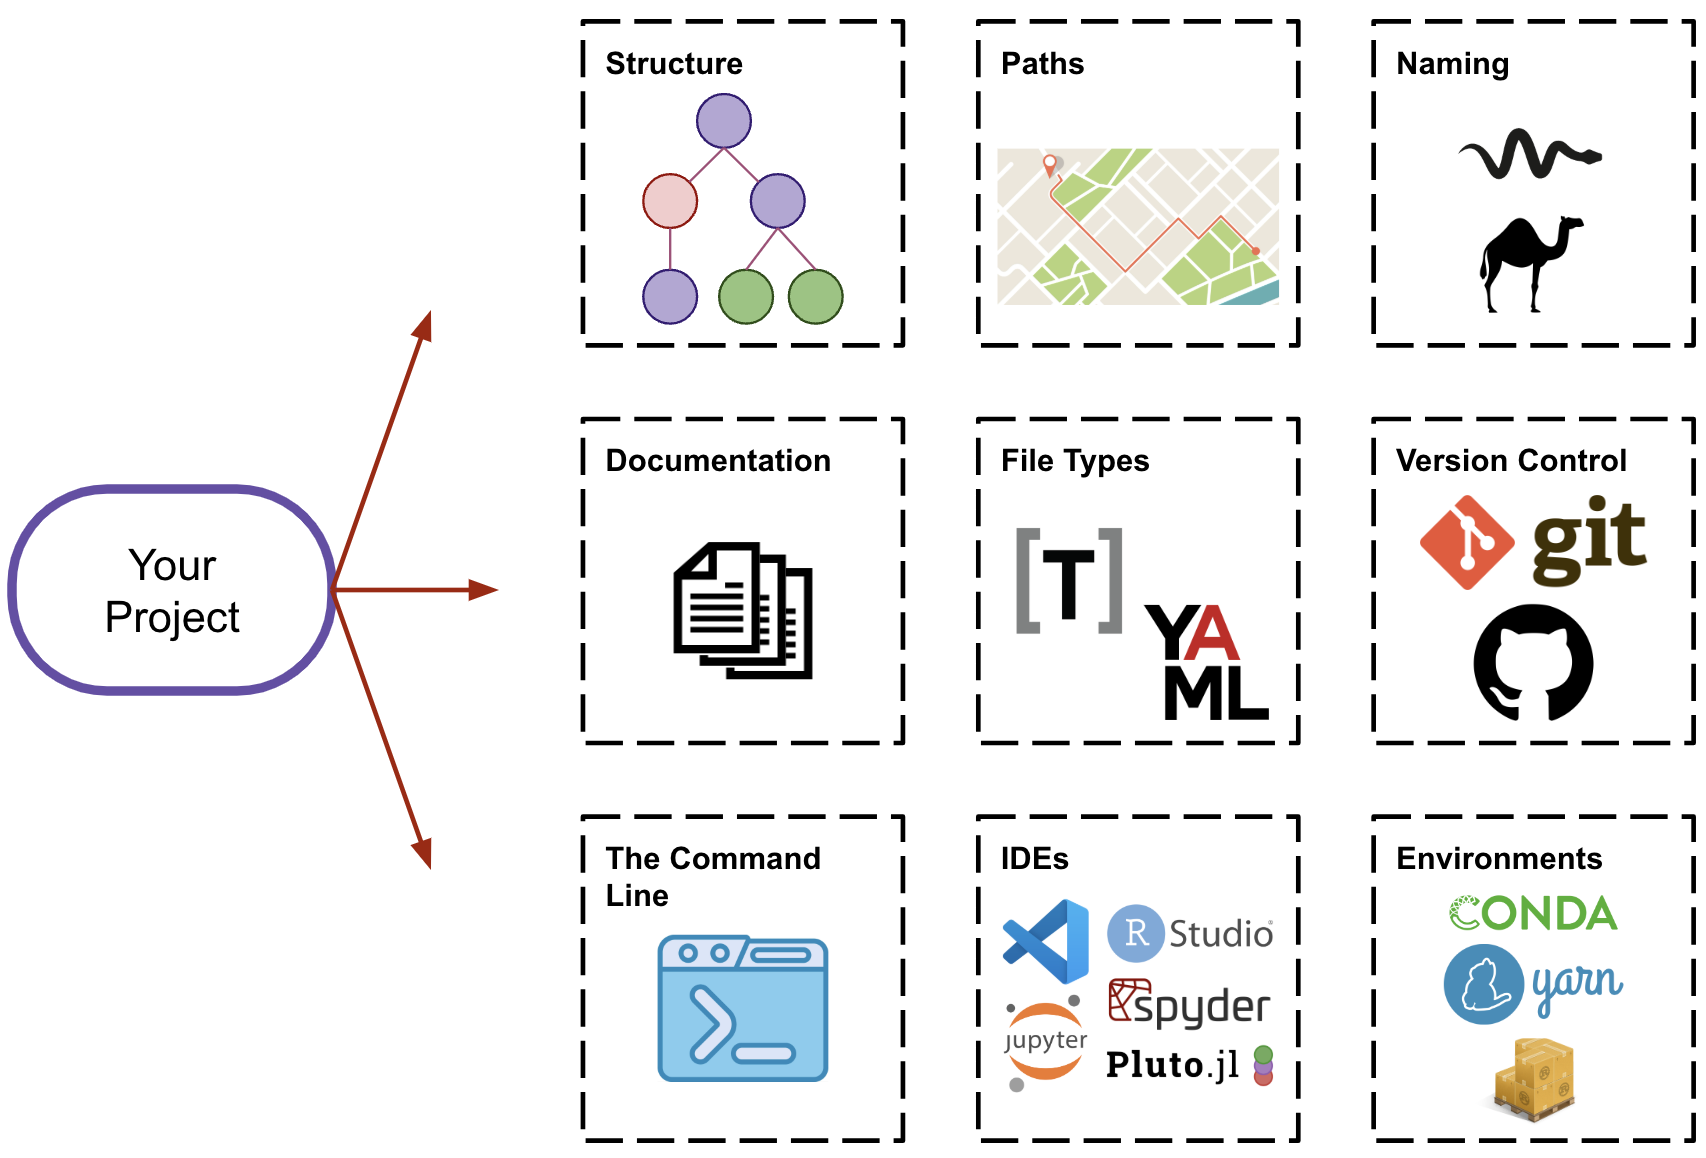 Structure
Paths
Naming
Your
Project
Documentation
File Types
[T]
YA
ML
Version Control
git
The Command
Line
IDEs
R Studio
jupyter
spyder
Pluto.jl
Environments
CONDA
yarn